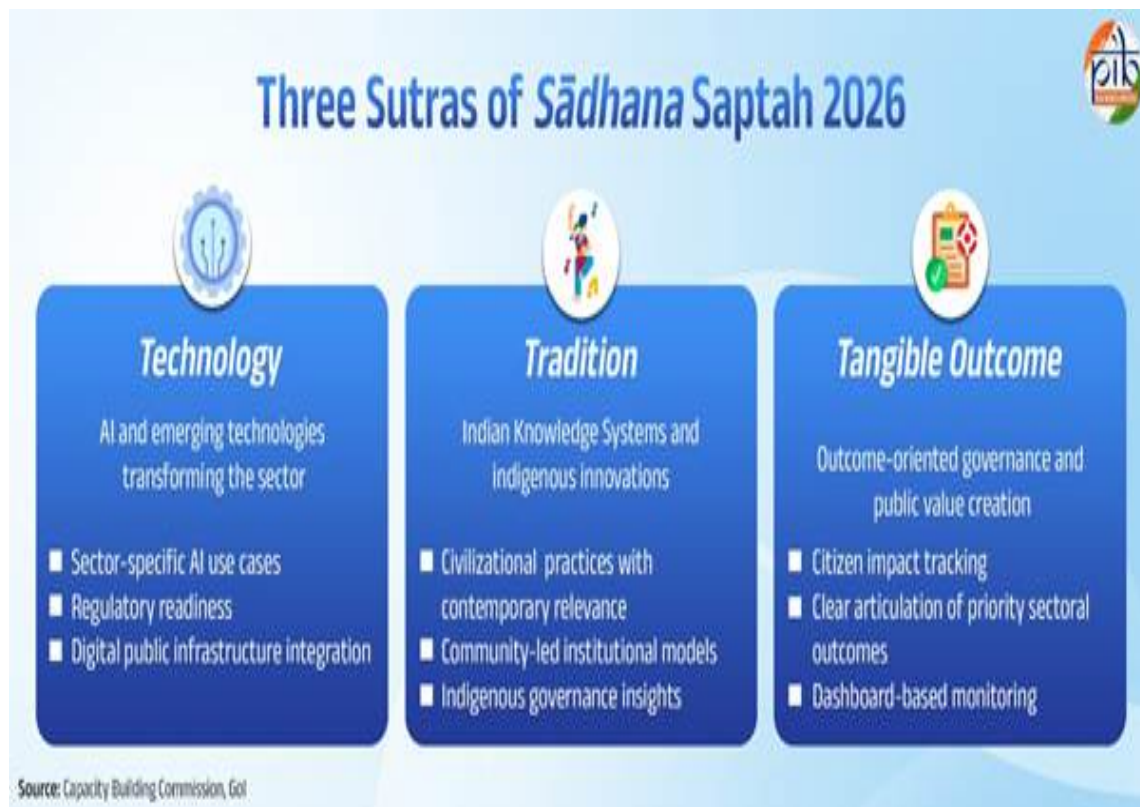 Three Sutras of Sādhana Saptah 2026
pib
Technology
AI and emerging technologies
transforming the sector
■ Sector-specific AI use cases
■ Regulatory readiness
■ Digital public infrastructure integration
Tradition
Indian Knowledge Systems and
indigenous innovations
■ Civilizational practices with
contemporary relevance
■ Community-led institutional models
■ Indigenous governance insights
Tangible Outcome
Outcome-oriented governance and
public value creation
■ Citizen impact tracking
■ Clear articulation of priority sectoral
outcomes
■ Dashboard-based monitoring
Source: Capacity Building Commission, GoI